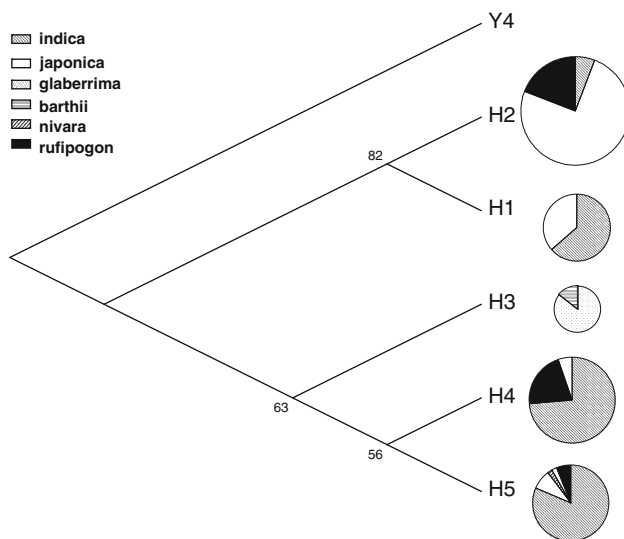 Y4
indica
japonica
glaberrima
barthii
nivara
rufipogon
H2
82
H1
H3
63
H4
56
H5